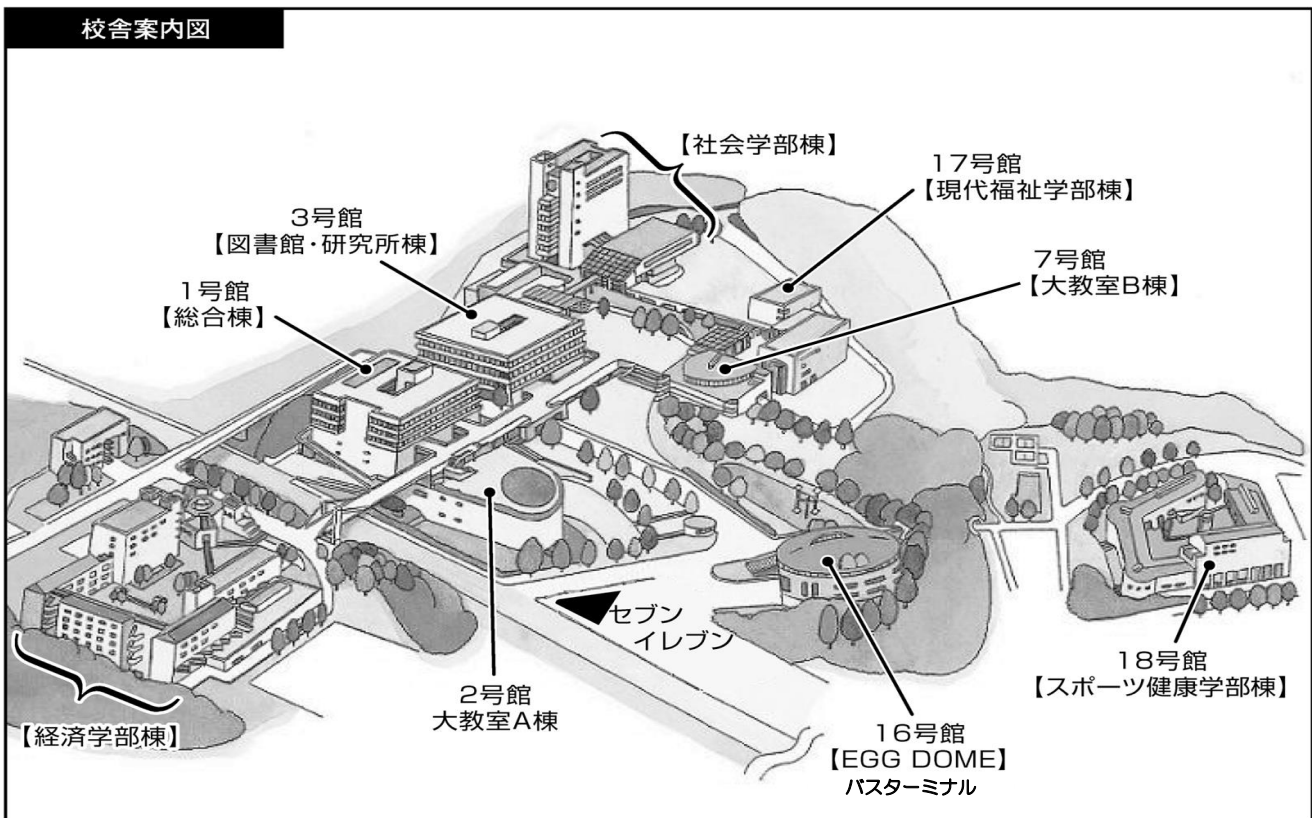 校舎案内図
【社会学部棟】
17号館
【現代福祉学部棟】
3号館
【図書館・研究所棟】
7号館
【大教室B棟】
1号館
【総合棟】
セブン
イレブン
18号館
【スポーツ健康学部棟】
2号館
大教室A棟
16号館
【EGG DOME】
バスターミナル
【経済学部棟】